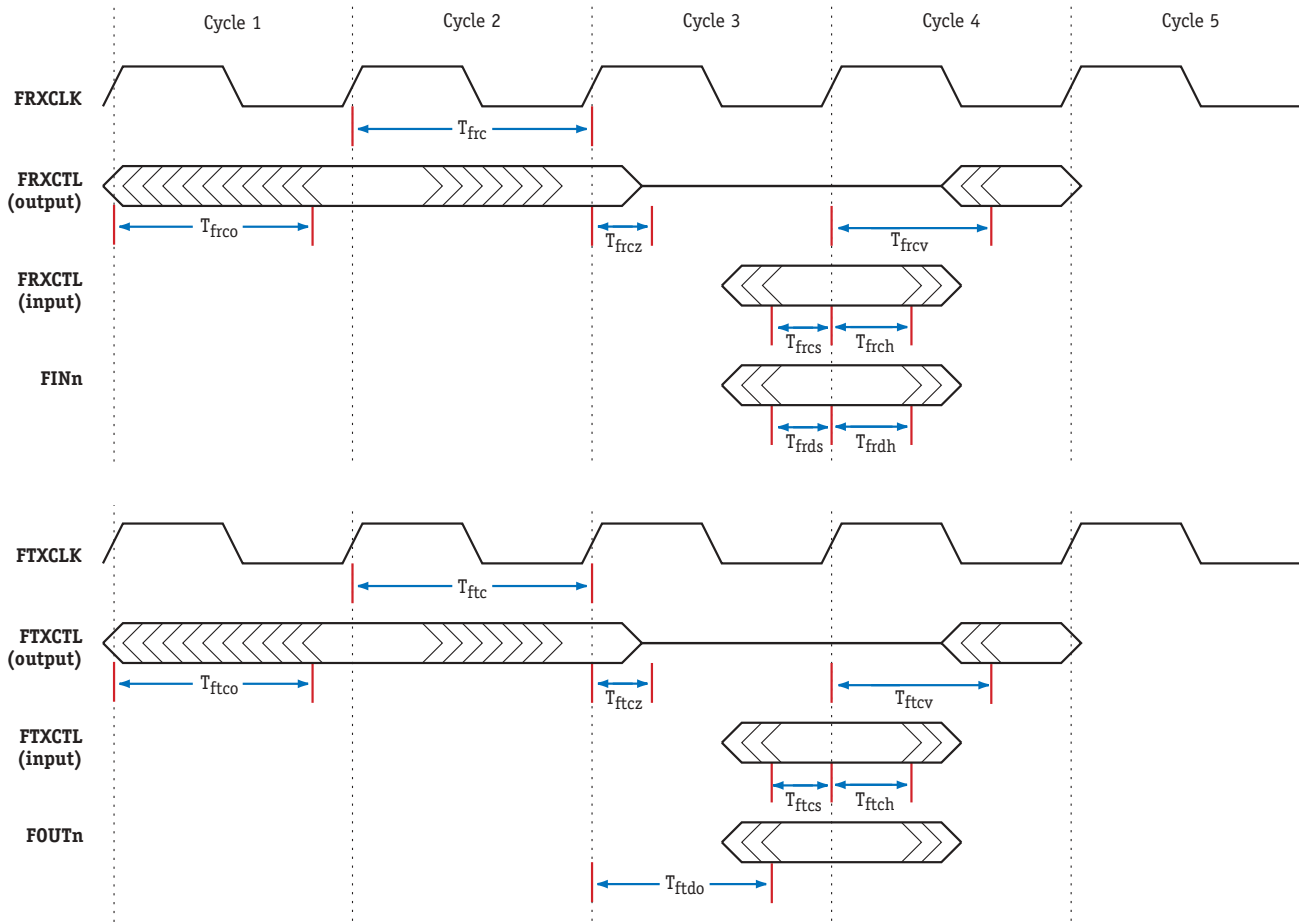 Cycle 1
Cycle 2
Cycle 3
Cycle 4
Cycle 5
FRXCLK
Tfrc
FRXCTL
(output)
Tfrco
Tfrcz
Tfrcv
FRXCTL
(input)
Tfrcs
Tfrch
FINn
Tfrds
Tfrdh
FTXCLK
Tftc
FTXCTL
(output)
Tftco
Tftcz
Tftcv
FTXCTL
(input)
Tftcs
Tftch
FOUTn
Tftdo